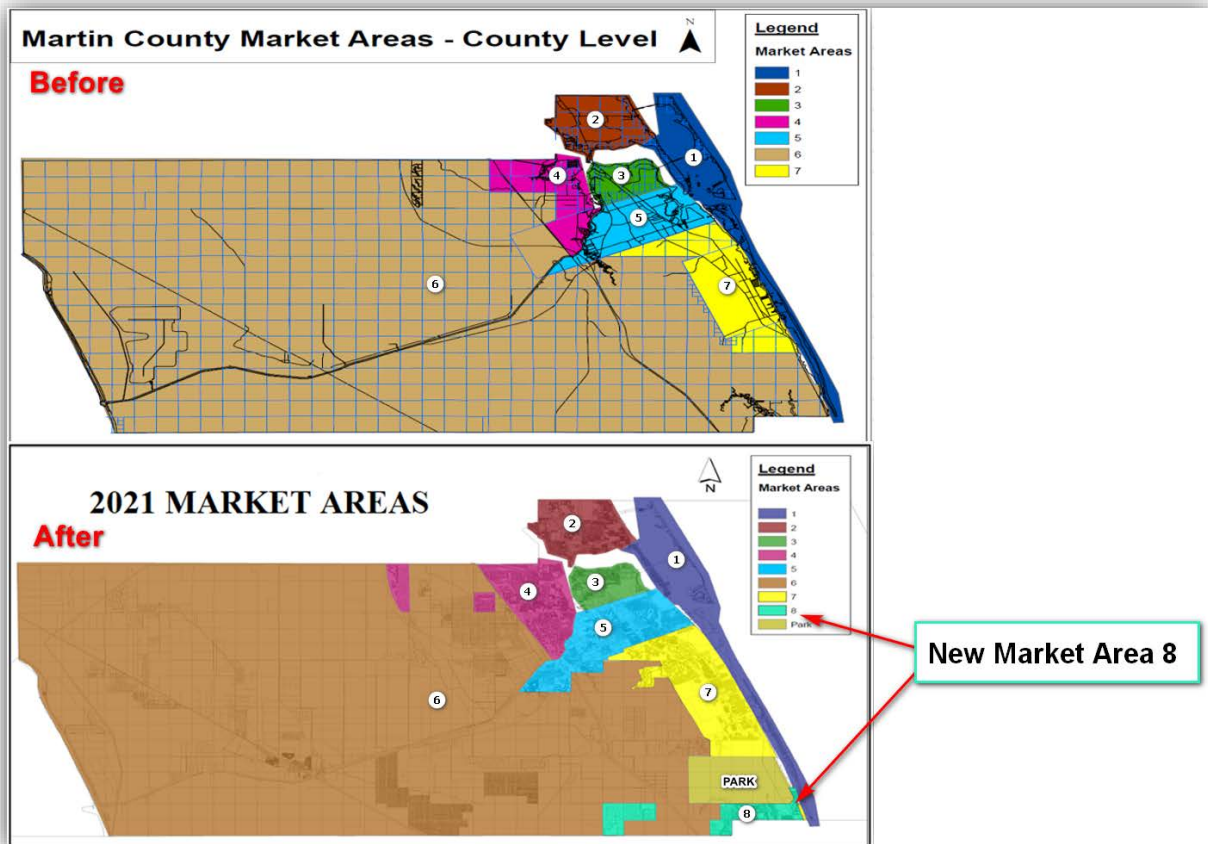 Martin County Market Areas - County Level
N
Before
Legend
Market Areas
1
2
3
4
5
6
7
2
1
4
3
5
6
7
2021 MARKET AREAS
After
N
Legend
Market Areas
1
2
3
4
5
6
7
8
Park
2
1
4
3
5
6
7
PARK
8
New Market Area 8